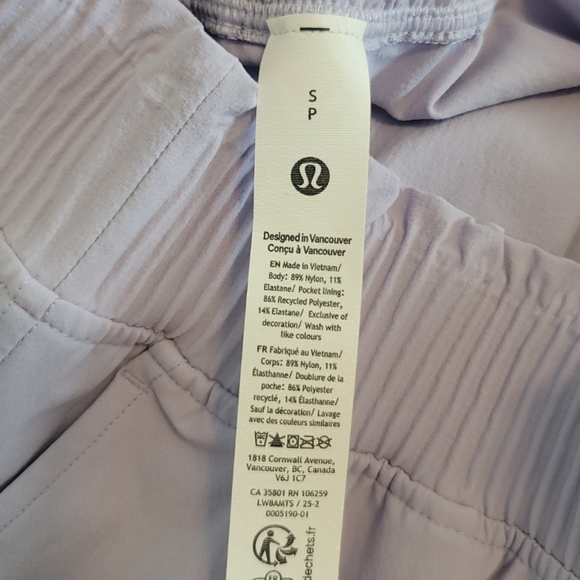 S
P
Designed in Vancouver
Conçu à Vancouver
EN Made in Vietnam/
Body: 89% Nylon, 11%
Elastane/ Pocket lining:
86% Recycled Polyester,
14% Elastane/ Exclusive of
decoration/ Wash with
like colours
FR Fabriqué au Vietnam/
Corps: 89% Nylon, 11%
Élasthanne/ Doublure de la
poche: 86% Polyester
recyclé, 14% Élasthanne/
Sauf la décoration/ Lavage
avec des couleurs similaires
1818 Cornwall Avenue,
Vancouver, BC, Canada
V6J 1C7
CA 35801 RN 106259
LW8AMTS / 25-2
0005190-01
FR
dechets.fr